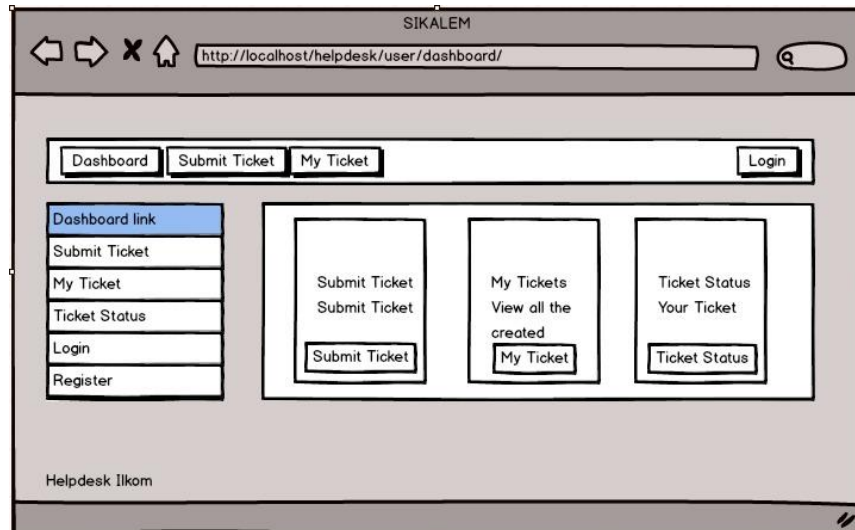 SIKALEM
http://localhost/helpdesk/user/dashboard/
Dashboard Submit Ticket My Ticket Login
Dashboard link
Submit Ticket
My Ticket
Ticket Status
Login
Register
Submit Ticket
Submit Ticket
Submit Ticket
My Tickets
View all the
created
My Ticket
Ticket Status
Your Ticket
Ticket Status
Helpdesk Ilkom